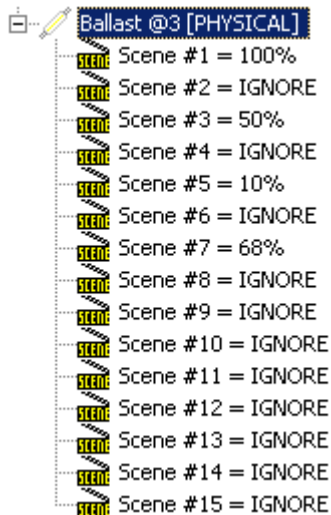 Ballast @3 [PHYSICAL]
SCENE Scene #1 = 100%
SCENE Scene #2 = IGNORE
SCENE Scene #3 = 50%
SCENE Scene #4 = IGNORE
SCENE Scene #5 = 10%
SCENE Scene #6 = IGNORE
SCENE Scene #7 = 68%
SCENE Scene #8 = IGNORE
SCENE Scene #9 = IGNORE
SCENE Scene #10 = IGNORE
SCENE Scene #11 = IGNORE
SCENE Scene #12 = IGNORE
SCENE Scene #13 = IGNORE
SCENE Scene #14 = IGNORE
SCENE Scene #15 = IGNORE